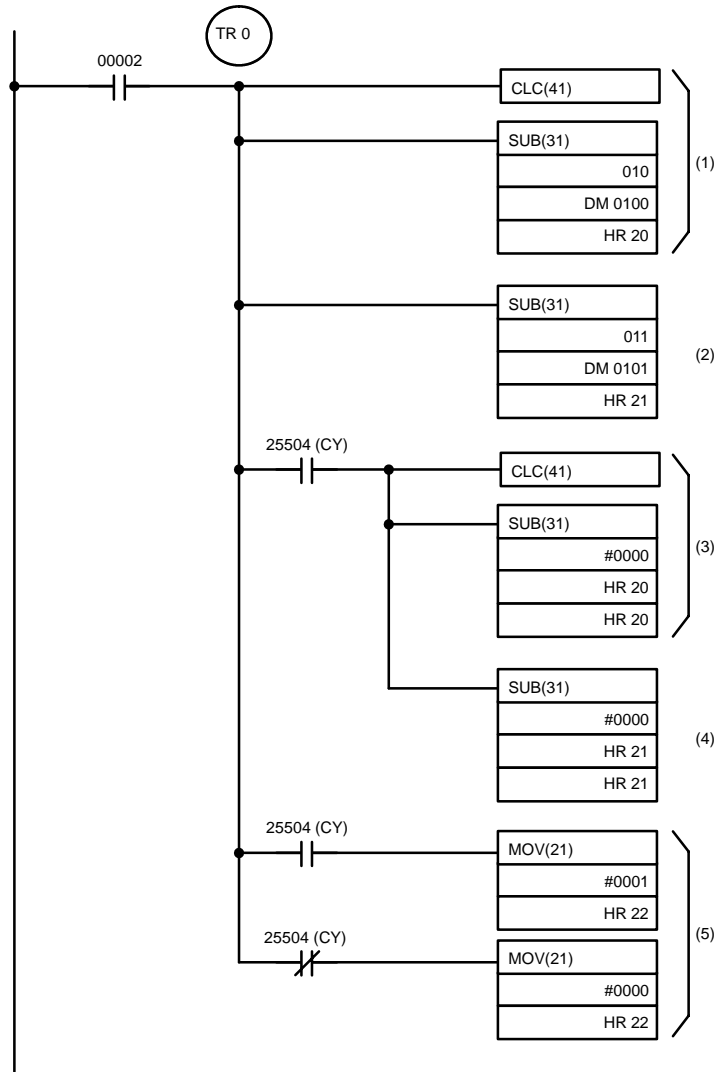 TR 0
00002
CLC(41)
SUB(31)
010
DM 0100
HR 20
(1)
SUB(31)
011
DM 0101
HR 21
(2)
25504 (CY)
CLC(41)
SUB(31)
#0000
HR 20
HR 20
(3)
SUB(31)
#0000
HR 21
HR 21
(4)
25504 (CY)
MOV(21)
#0001
HR 22
(5)
25504 (CY)
MOV(21)
#0000
HR 22